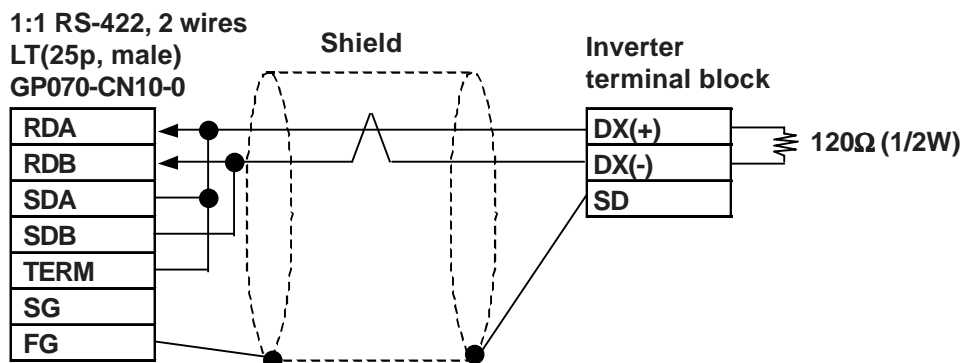 1:1 RS-422, 2 wires
LT(25p, male)
GP070-CN10-0
Shield
Inverter
terminal block
RDA
RDB
SDA
SDB
TERM
SG
FG
DX(+)
DX(-)
SD
120Ω (1/2W)